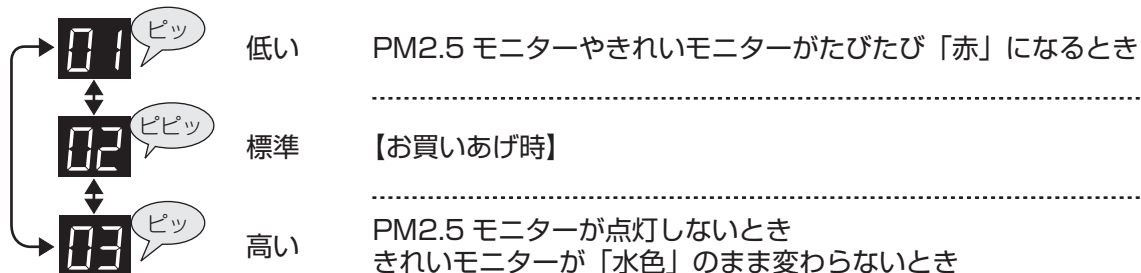 01 ピッ 低い PM2.5 モニターやきれいモニターがたびたび「赤」になるとき
02 ピピッ 標準 【お買いあげ時】
03 ピッ 高い PM2.5 モニターが点灯しないとき
きれいモニターが「水色」のまま変わらないとき